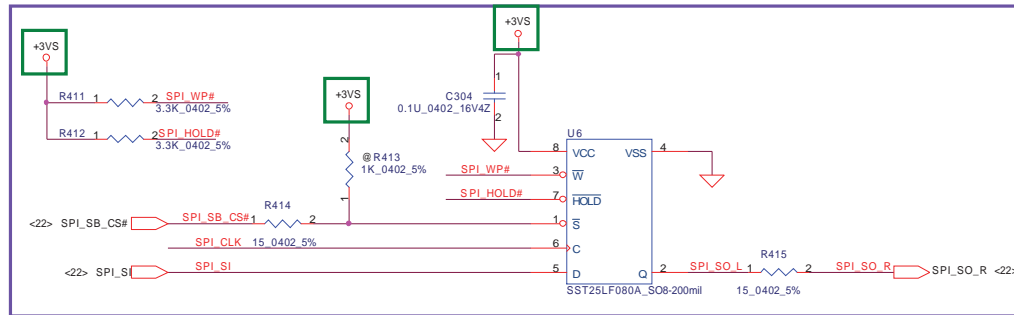 +3VS
+3VS
+3VS
R411 1 2 SPI_WP#
3.3K_0402_5%
R412 1 2 SPI_HOLD#
3.3K_0402_5%
2
@R413
1K_0402_5%
1
1
C304
0.1U_0402_16V4Z
2
U6
8 VCC VSS 4
SPI_WP# 3 W
SPI_HOLD# 7 HOLD
<22> SPI_SB_CS# SPI_SB_CS# 1 R414 2 1 S
SPI_CLK 15_0402_5% 6 C
<22> SPI_SI SPI_SI 5 D Q 2 SPI_SO_L 1 R415 2 SPI_SO_R SPI_SO_R <22>
SST25LF080A_SO8-200mil 15_0402_5%